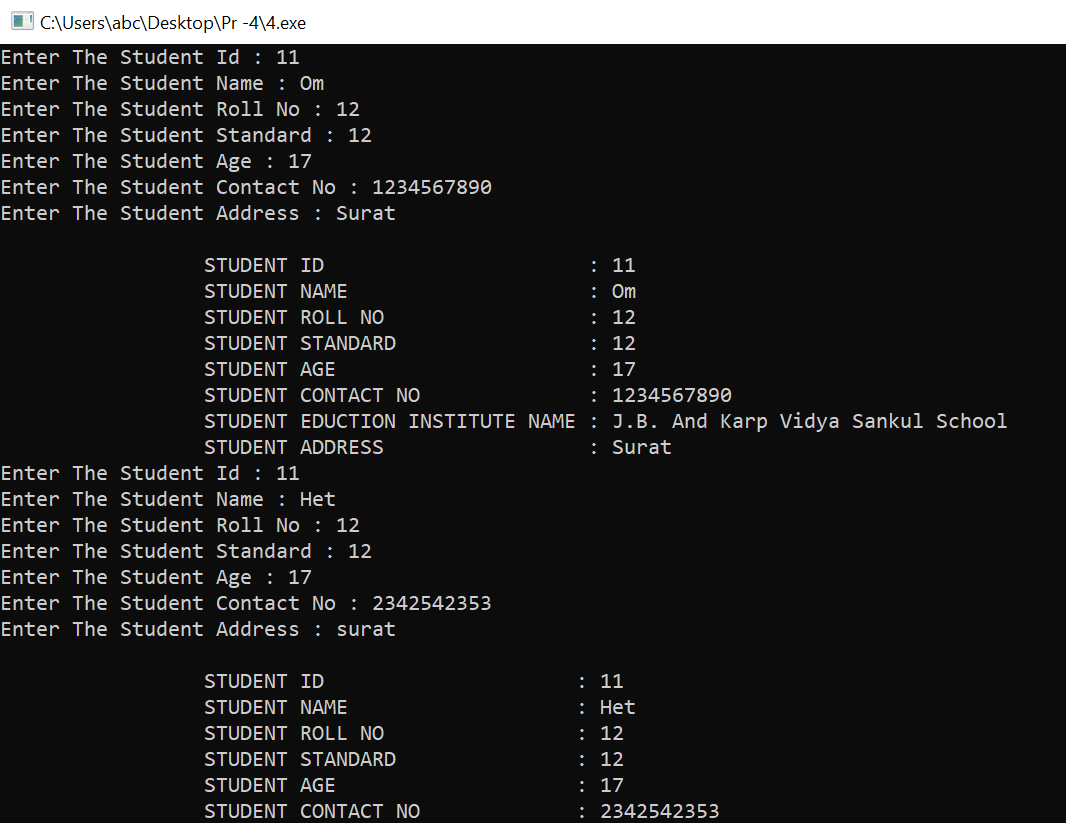 C:\Users\abc\Desktop\Pr -4\4.exe
Enter The Student Id : 11
Enter The Student Name : Om
Enter The Student Roll No : 12
Enter The Student Standard : 12
Enter The Student Age : 17
Enter The Student Contact No : 1234567890
Enter The Student Address : Surat
STUDENT ID : 11
STUDENT NAME : Om
STUDENT ROLL NO : 12
STUDENT STANDARD : 12
STUDENT AGE : 17
STUDENT CONTACT NO : 1234567890
STUDENT EDUCTION INSTITUTE NAME : J.B. And Karp Vidya Sankul School
STUDENT ADDRESS : Surat
Enter The Student Id : 11
Enter The Student Name : Het
Enter The Student Roll No : 12
Enter The Student Standard : 12
Enter The Student Age : 17
Enter The Student Contact No : 2342542353
Enter The Student Address : surat
STUDENT ID : 11
STUDENT NAME : Het
STUDENT ROLL NO : 12
STUDENT STANDARD : 12
STUDENT AGE : 17
STUDENT CONTACT NO : 2342542353